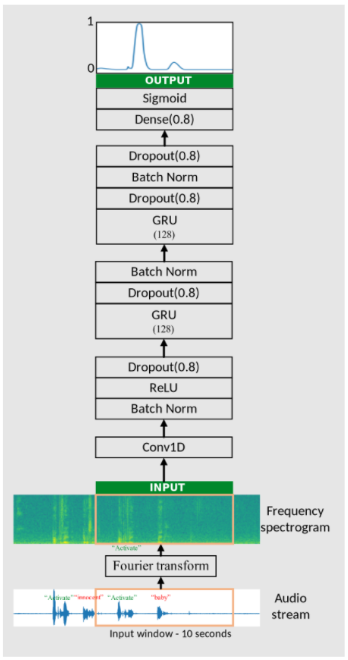 1
0
OUTPUT
Sigmoid
Dense(0.8)
Dropout(0.8)
Batch Norm
Dropout(0.8)
GRU
(128)
Batch Norm
Dropout(0.8)
GRU
(128)
Dropout(0.8)
ReLU
Batch Norm
Conv1D
INPUT
Frequency
spectrogram
"Activate"
Fourier transform
"Activate" "innocent" "Activate" "baby"
Audio
stream
Input window - 10 seconds